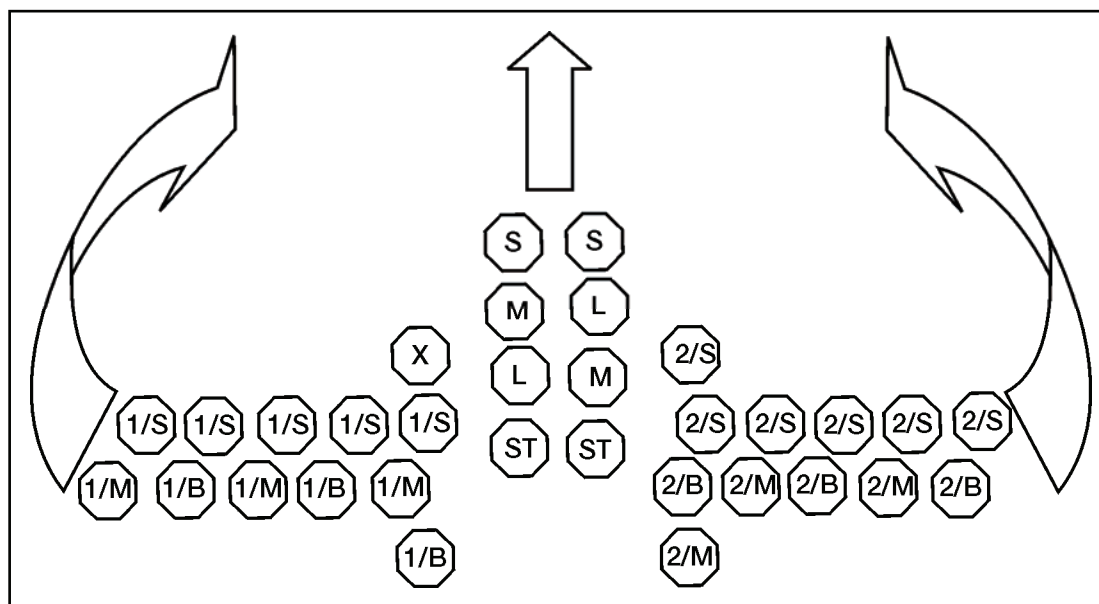 S S
M L
X L M 2/S
1/S 1/S 1/S 1/S 1/S ST ST 2/S 2/S 2/S 2/S 2/S
1/M 1/B 1/M 1/B 1/M 2/B 2/M 2/B 2/M 2/B
1/B 2/M